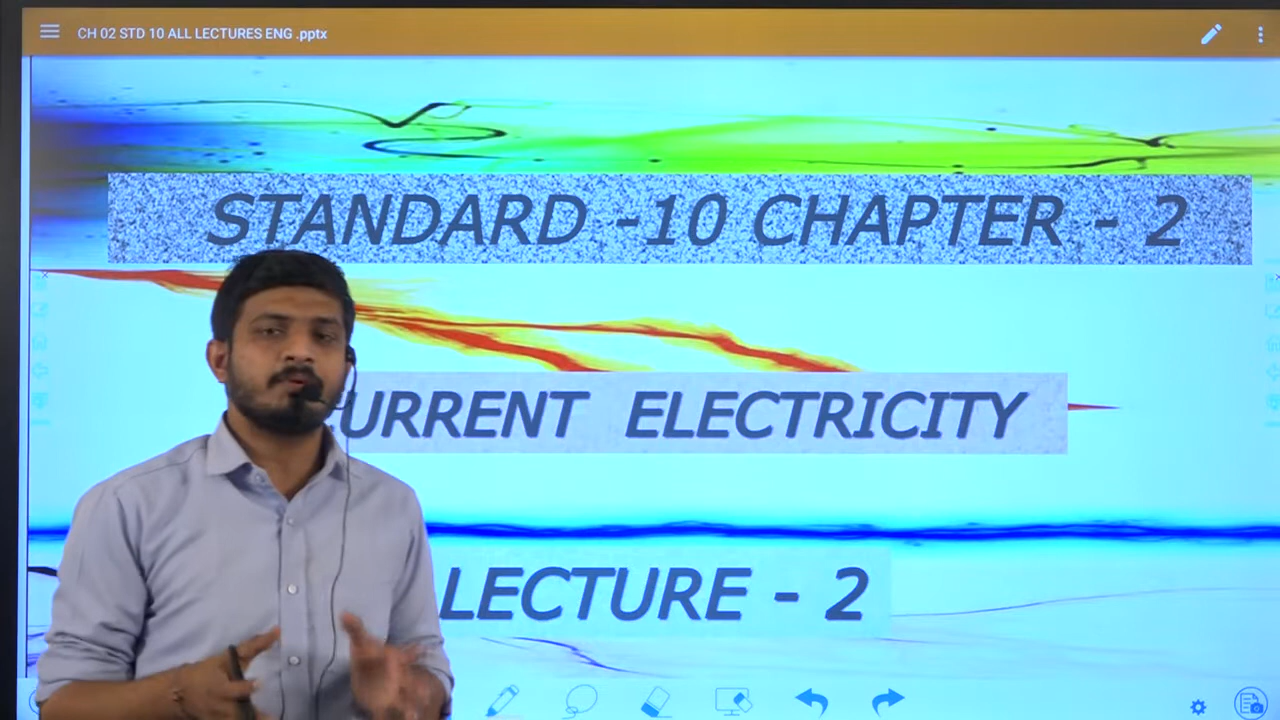 CH 02 STD 10 ALL LECTURES ENG .pptx
STANDARD -10 CHAPTER - 2
URRENT ELECTRICITY
LECTURE - 2